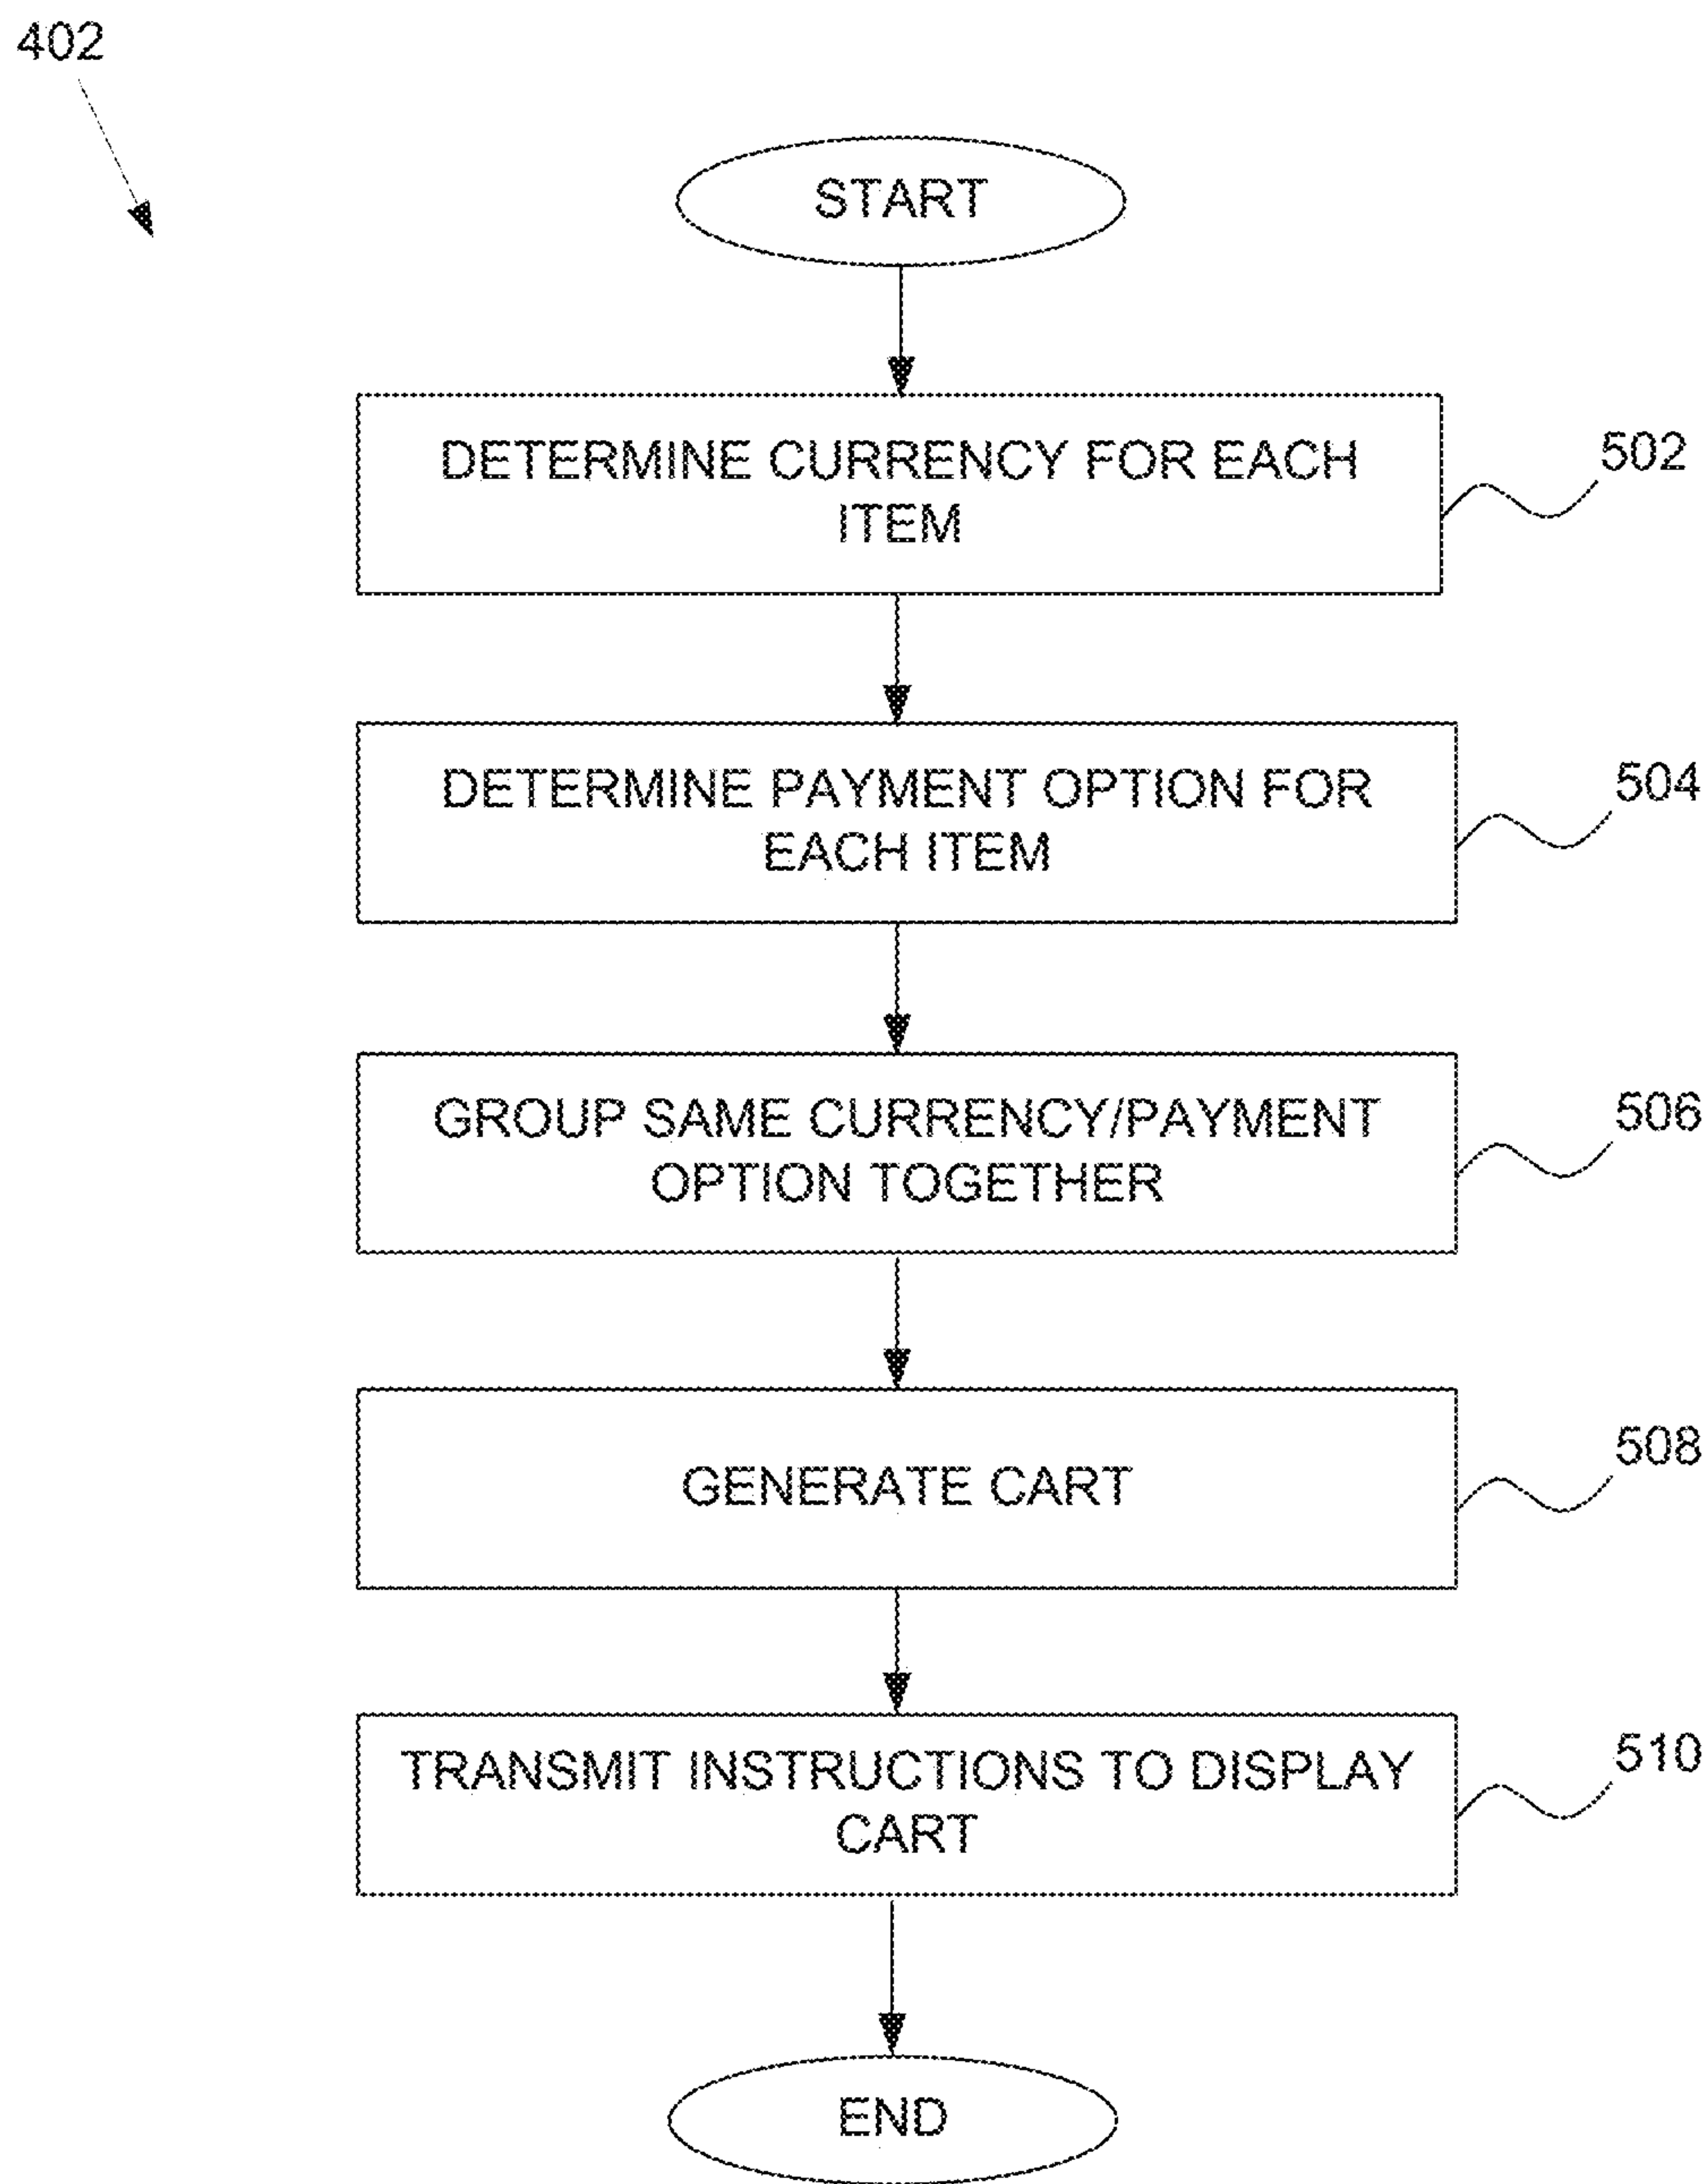 402
START
DETERMINE CURRENCY FOR EACH
ITEM
502
DETERMINE PAYMENT OPTION FOR
EACH ITEM
504
GROUP SAME CURRENCY/PAYMENT
OPTION TOGETHER
506
GENERATE CART
508
TRANSMIT INSTRUCTIONS TO DISPLAY
CART
510
END